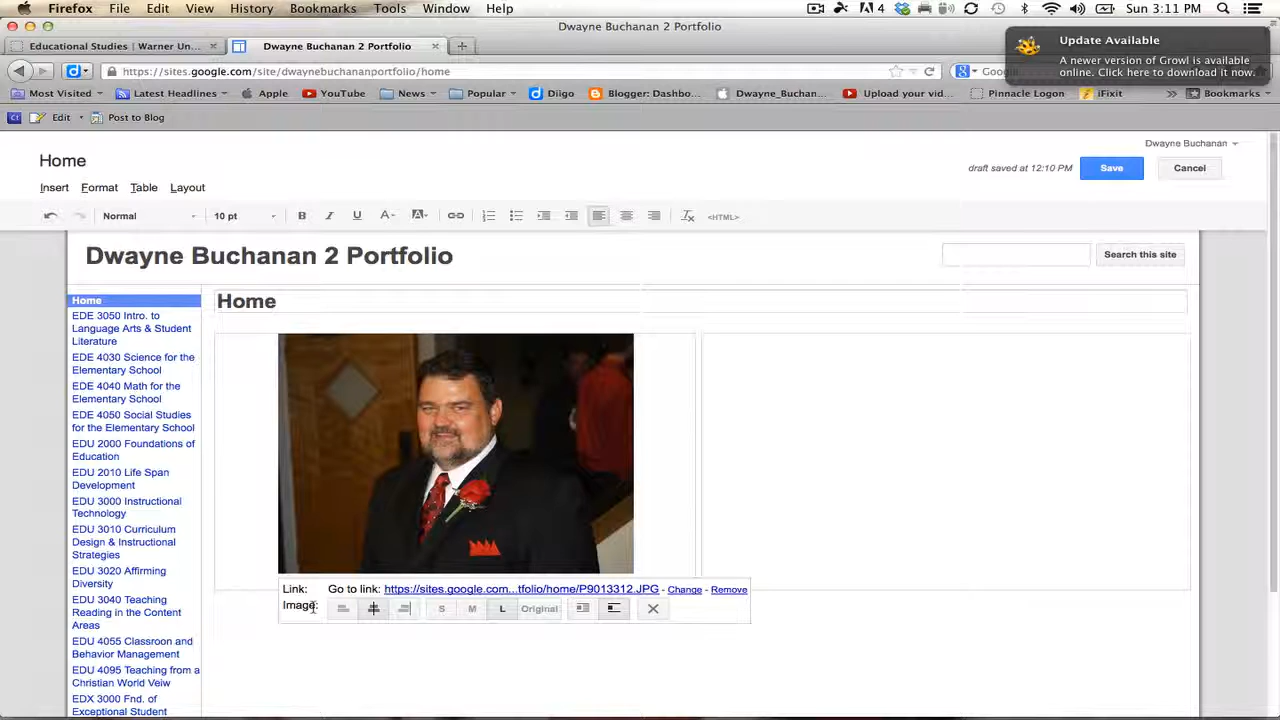 Firefox File Edit View History Bookmarks Tools Window Help 4 Sun 3:11 PM
Dwayne Buchanan 2 Portfolio
Educational Studies | Warner Un... Dwayne Buchanan 2 Portfolio
Update Available
A newer version of Growl is available
online. Click here to download it now.
https://sites.google.com/site/dwaynebuchananportfolio/home
Most Visited Latest Headlines Apple YouTube News Popular Diigo Blogger: Dashbo... Dwayne_Buchan... Upload your vid... Pinnacle Logon iFixit Bookmarks
Edit Post to Blog
Dwayne Buchanan
Home
draft saved at 12:10 PM Save Cancel
Insert Format Table Layout
Normal 10 pt B I U A A <HTML>
Dwayne Buchanan 2 Portfolio
Search this site
Home
Home
EDE 3050 Intro. to
Language Arts & Student
Literature
EDE 4030 Science for the
Elementary School
EDE 4040 Math for the
Elementary School
EDE 4050 Social Studies
for the Elementary School
EDU 2000 Foundations of
Education
EDU 2010 Life Span
Development
EDU 3000 Instructional
Technology
EDU 3010 Curriculum
Design & Instructional
Strategies
EDU 3020 Affirming
Diversity
EDU 3040 Teaching
Reading in the Content
Areas
EDU 4055 Classroon and
Behavior Management
EDU 4095 Teaching from a
Christian World Veiw
EDX 3000 Fnd. of
Exceptional Student
Link: Go to link: https://sites.google.com...tfolio/home/P9013312.JPG - Change - Remove
Image: S M L Original